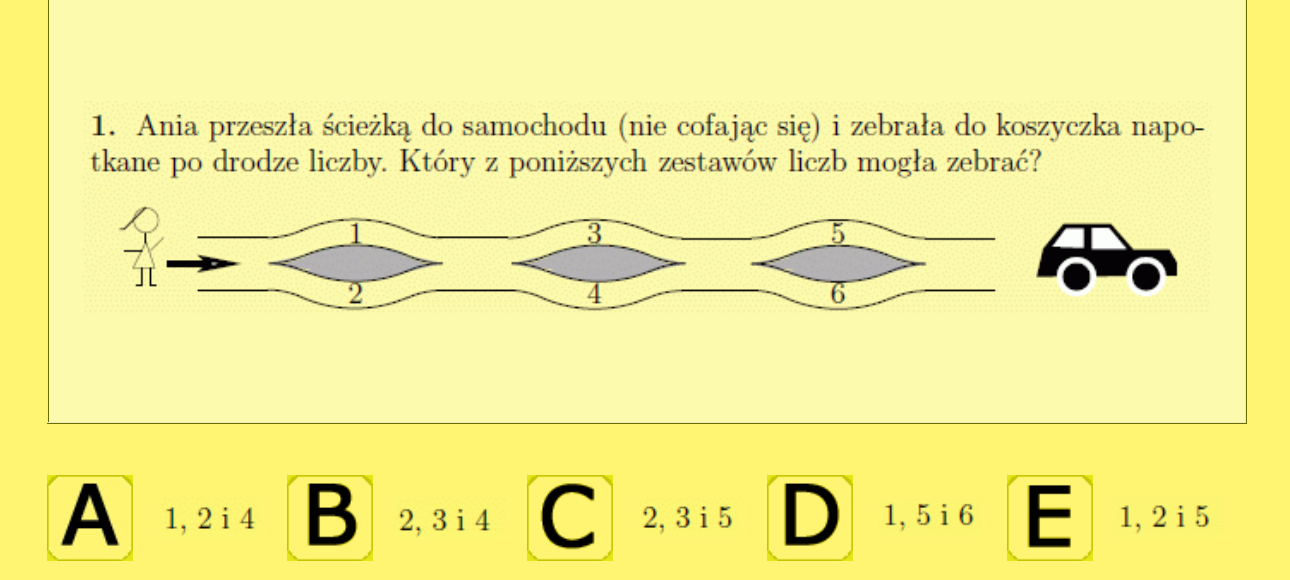 1. Ania przeszła ścieżką do samochodu (nie cofając się) i zebrała do koszyczka napo-
tkane po drodze liczby. Który z poniższych zestawów liczb mogła zebrać?
1 3 5
2 4 6
A 1, 2 i 4 B 2, 3 i 4 C 2, 3 i 5 D 1, 5 i 6 E 1, 2 i 5